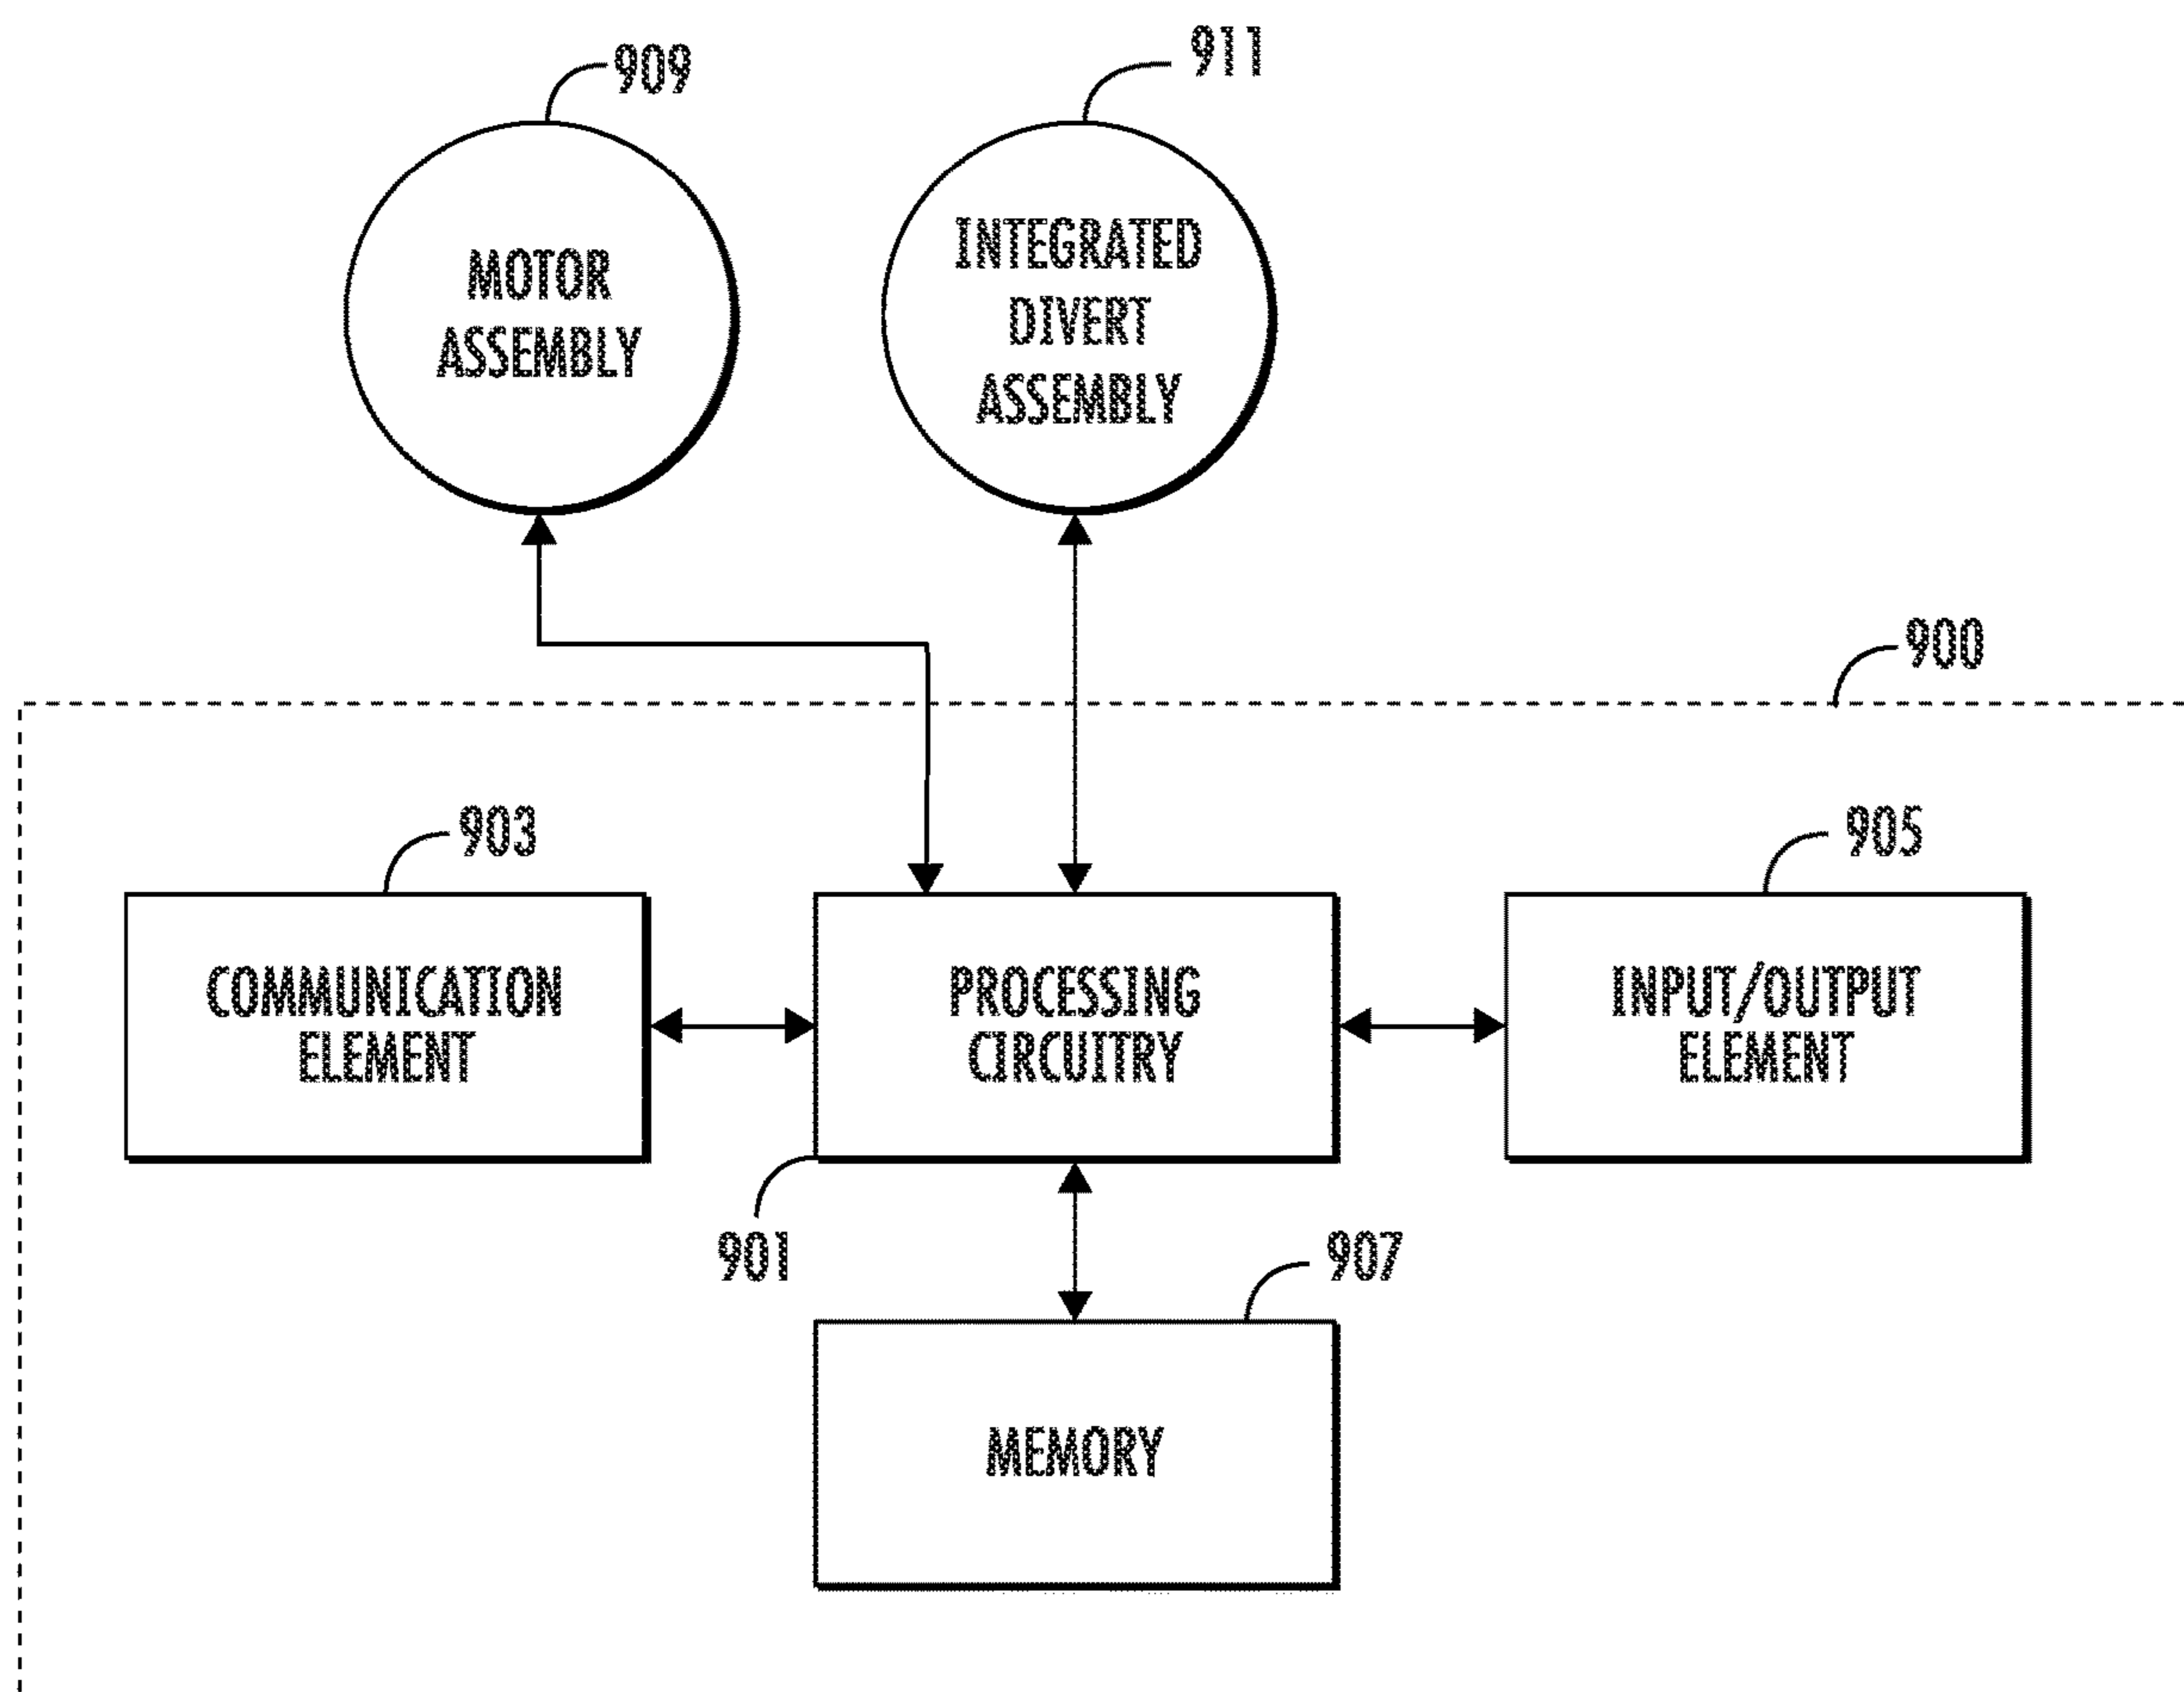 909
911
MOTOR
ASSEMBLY
INTEGRATED
DIVERT
ASSEMBLY
900
903
905
COMMUNICATION
ELEMENT
PROCESSING
CIRCUITRY
INPUT/OUTPUT
ELEMENT
901
907
MEMORY